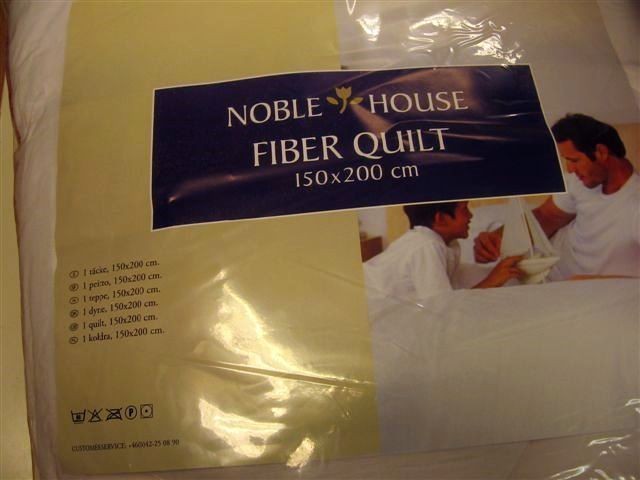 NOBLE HOUSE
FIBER QUILT
150x200 cm
1 täcke, 150x200 cm.
1 peitto, 150x200 cm.
1 teppe, 150x200 cm.
1 dyne, 150x200 cm.
1 quilt, 150x200 cm.
1 kołdra, 150x200 cm.
P
CUSTOMERSERVICE: +46(0)42-25 08 90